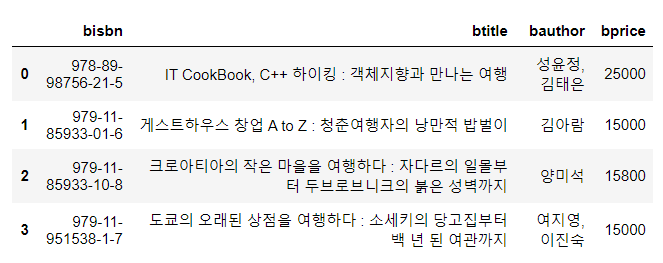 bisbn btitle bauthor bprice
0 978-89-98756-21-5 IT CookBook, C++ 하이킹 : 객체지향과 만나는 여행 성윤정, 김태은 25000
1 979-11-85933-01-6 게스트하우스 창업 A to Z : 청춘여행자의 낭만적 밥벌이 김아람 15000
2 979-11-85933-10-8 크로아티아의 작은 마을을 여행하다 : 자다르의 일몰부터 두브로브니크의 붉은 성벽까지 양미석 15800
3 979-11-951538-1-7 도쿄의 오래된 상점을 여행하다 : 소세키의 당고집부터 백 년 된 여관까지 여지영, 이진숙 15000